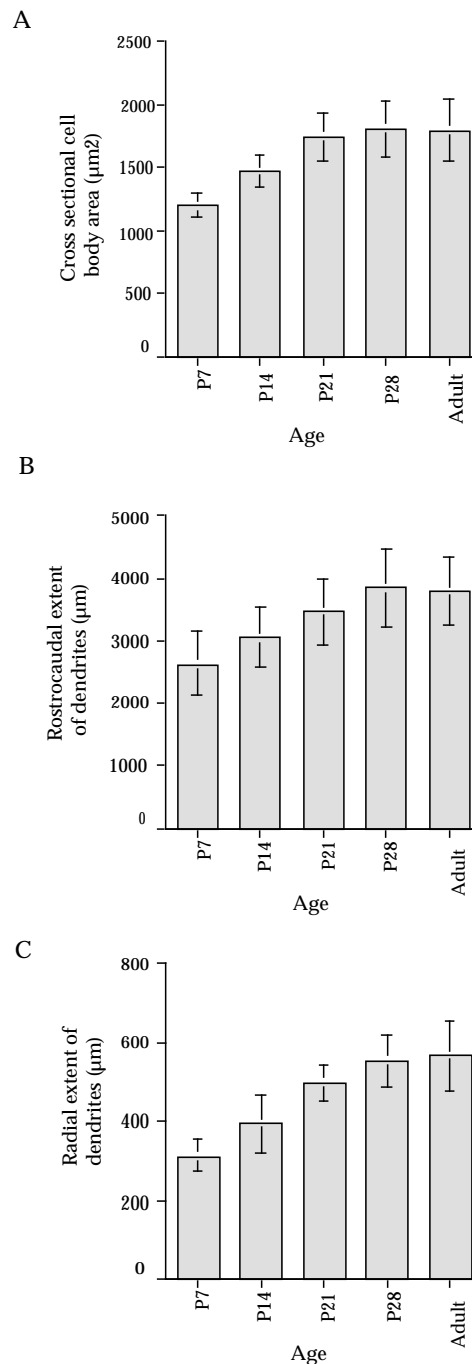 A
Cross sectional cell
body area (µm2)
2500
2000
1500
1000
500
0
P7
P14
P21
P28
Adult
Age
B
Rostrocaudal extent
of dendrites (µm)
5000
4000
3000
2000
1000
0
P7
P14
P21
P28
Adult
Age
C
Radial extent of
dendrites (µm)
800
600
400
200
0
P7
P14
P21
P28
Adult
Age